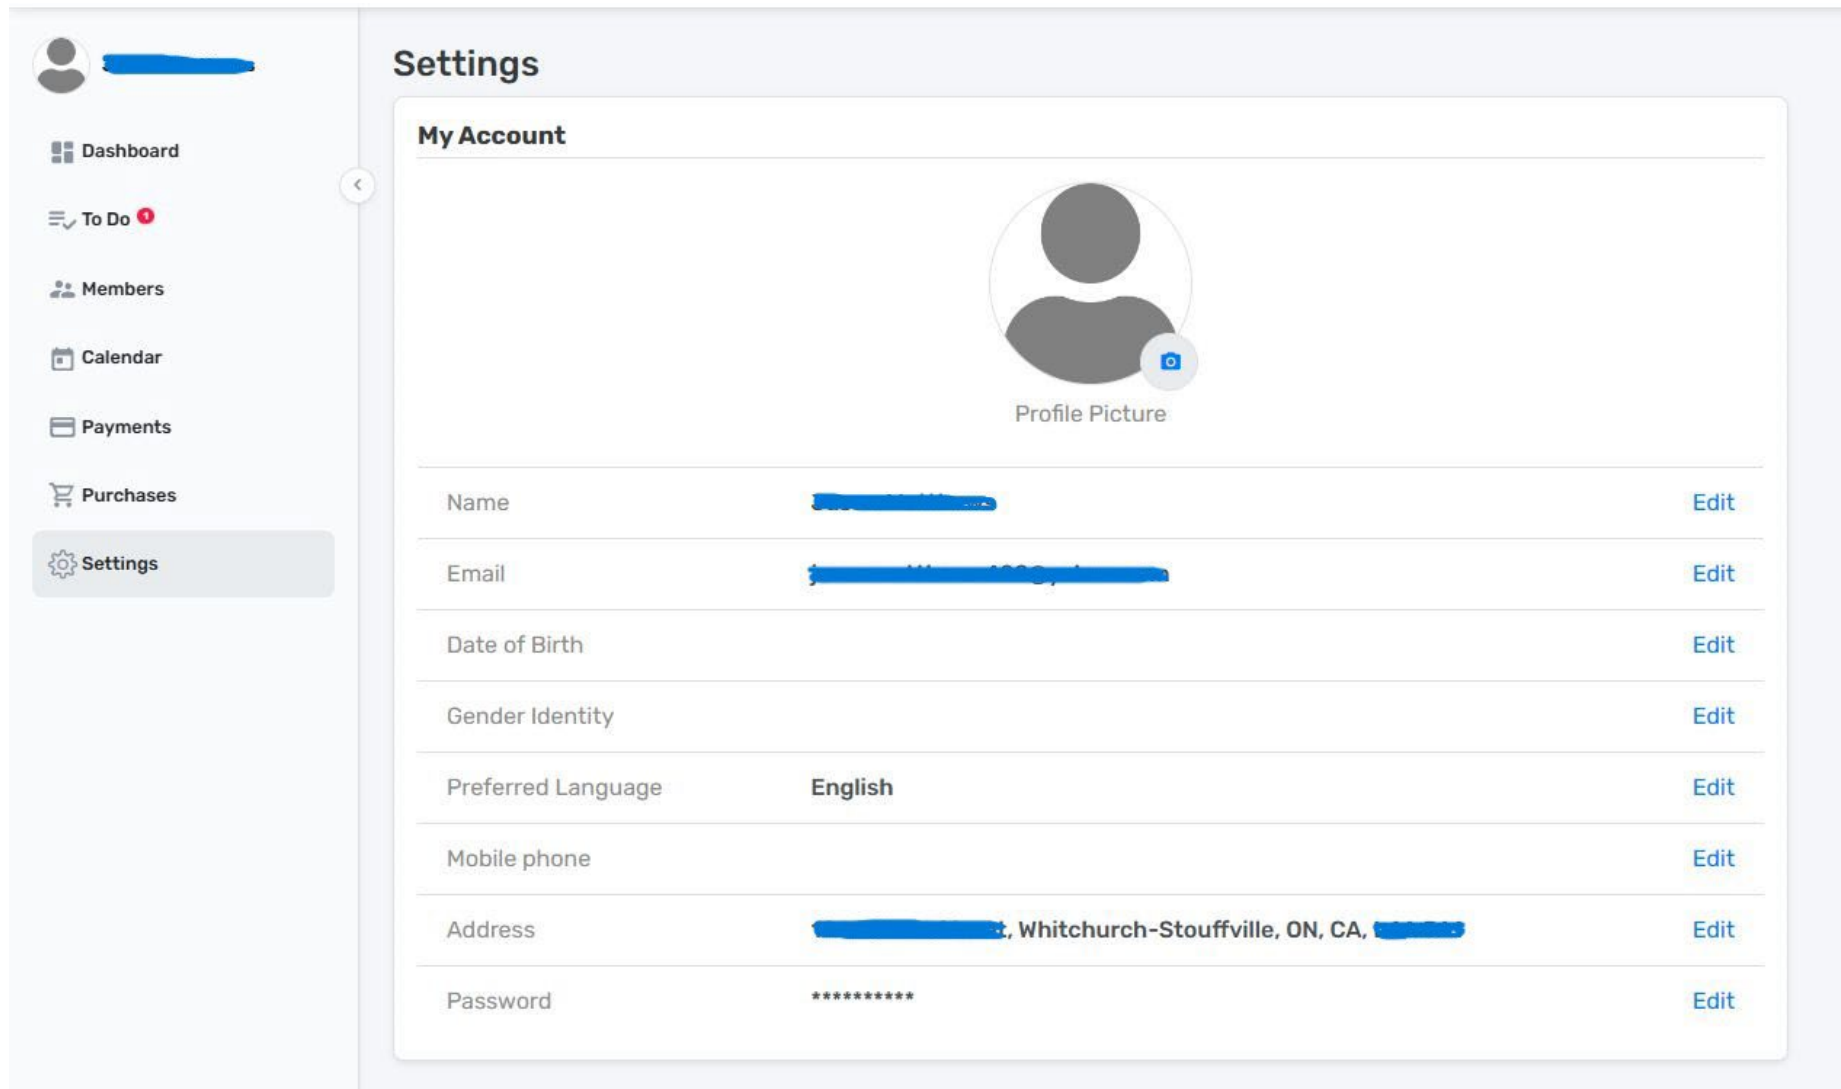 Settings
My Account
Dashboard
To Do 1
Members
Calendar
Payments
Purchases
Settings
Profile Picture
Name Edit
Email Edit
Date of Birth Edit
Gender Identity Edit
Preferred Language English Edit
Mobile phone Edit
Address , Whitchurch-Stouffville, ON, CA, Edit
Password ********** Edit